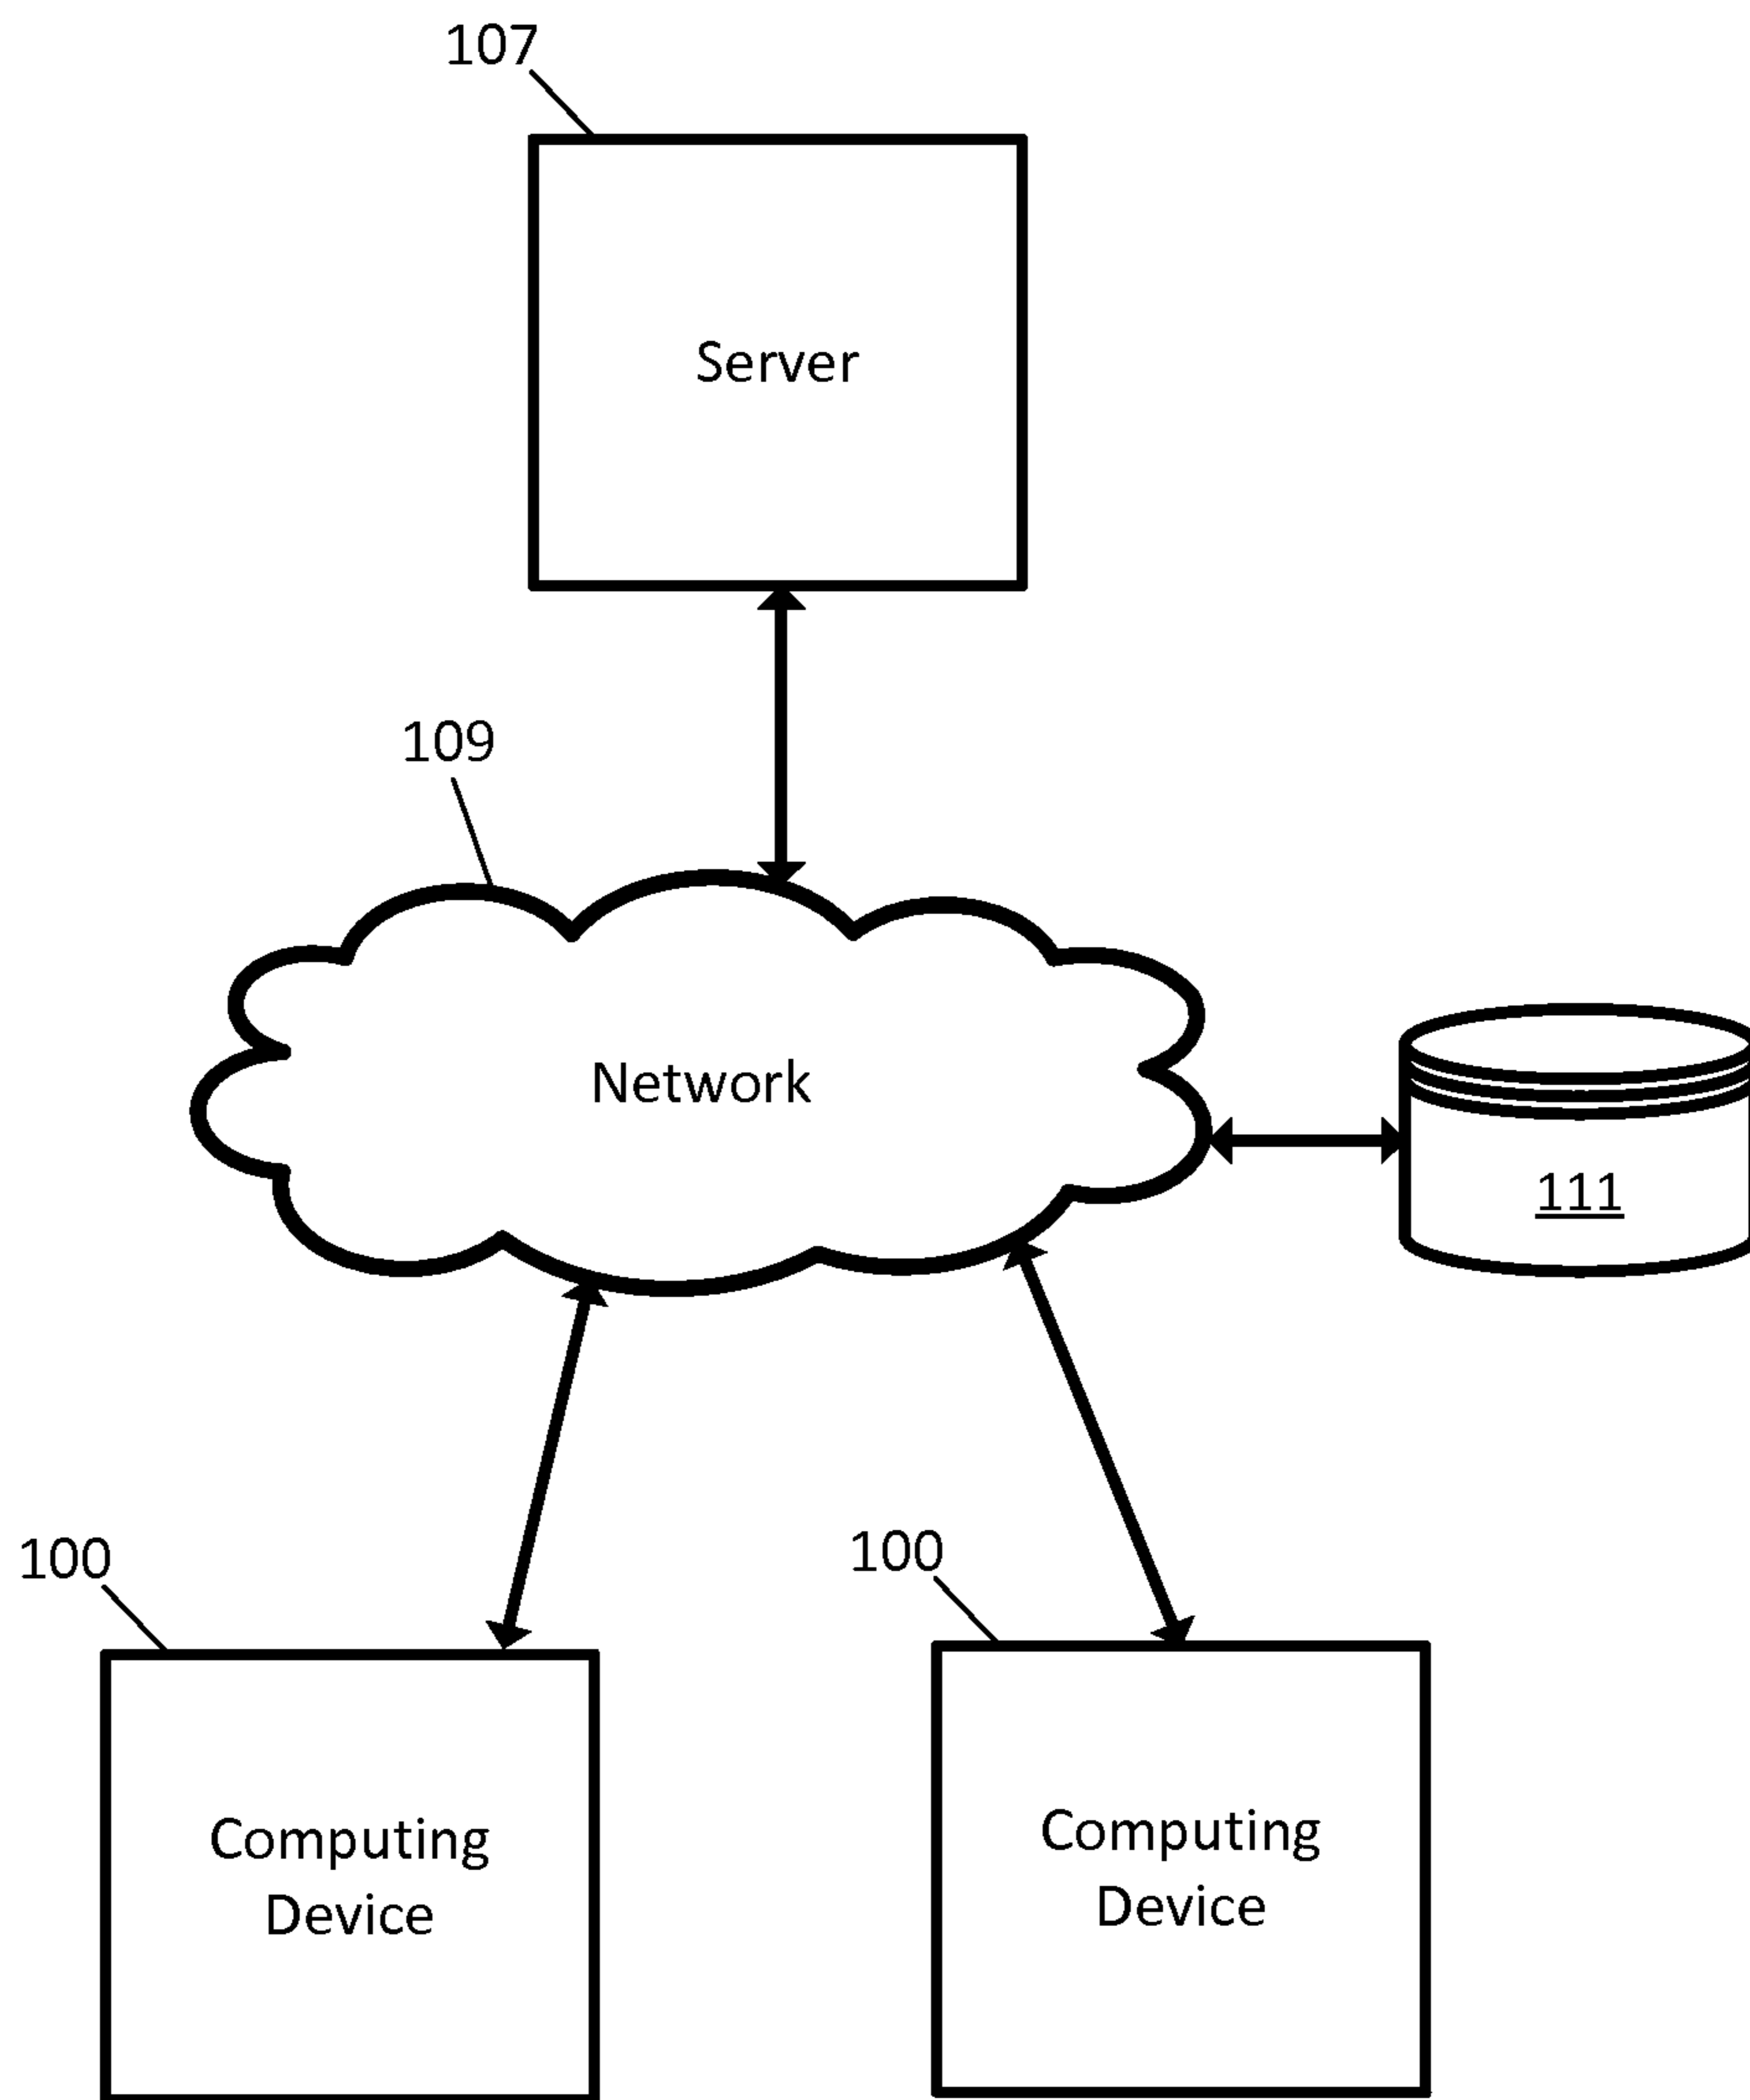 107
Server
109
Network
111
100
100
Computing
Device
Computing
Device